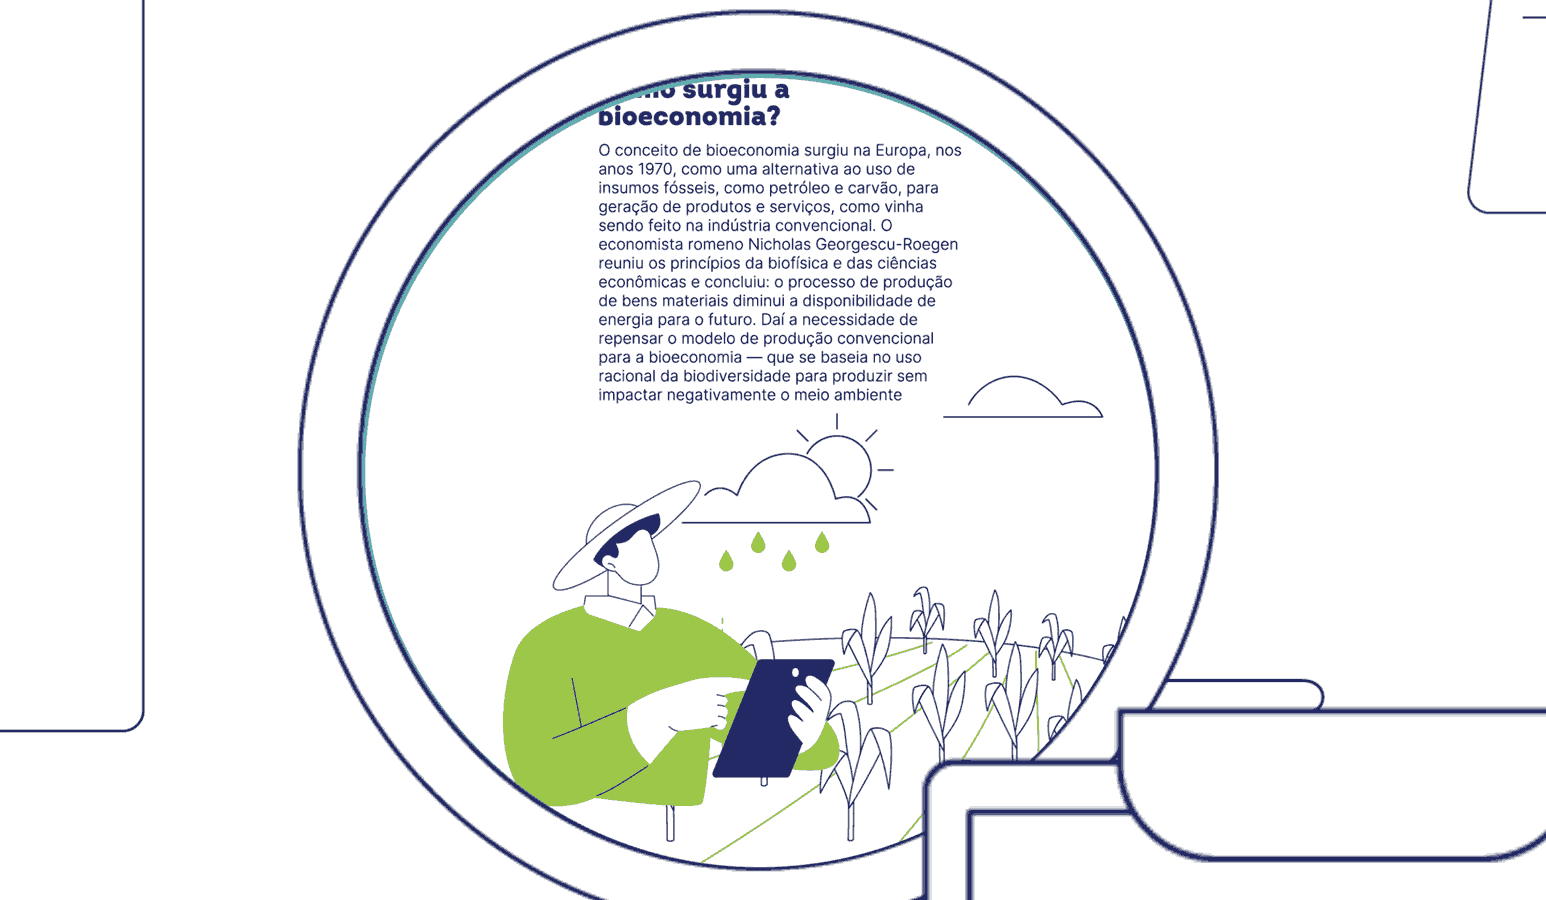 surgiu a
bioeconomia?
O conceito de bioeconomia surgiu na Europa, nos
anos 1970, como uma alternativa ao uso de
insumos fósseis, como petróleo e carvão, para
geração de produtos e serviços, como vinha
sendo feito na indústria convencional. O
economista romeno Nicholas Georgescu-Roegen
reuniu os princípios da biofísica e das ciências
econômicas e concluiu: o processo de produção
de bens materiais diminui a disponibilidade de
energia para o futuro. Daí a necessidade de
repensar o modelo de produção convencional
para a bioeconomia — que se baseia no uso
racional da biodiversidade para produzir sem
impactar negativamente o meio ambiente